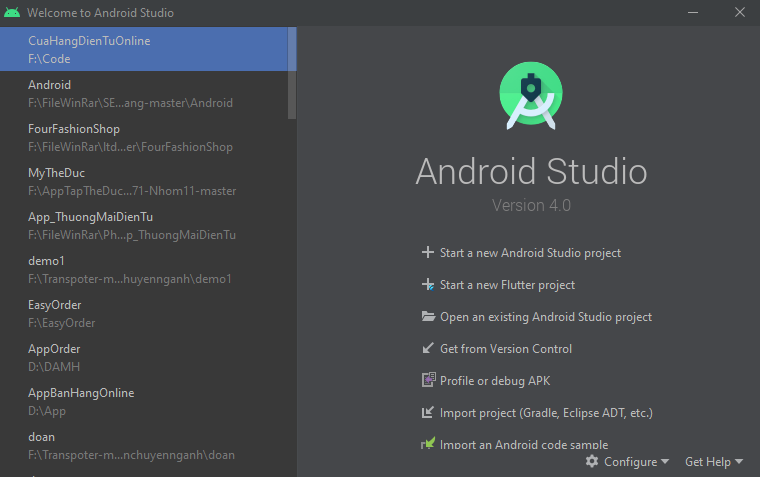 Welcome to Android Studio
CuaHangDienTuOnline
F:\Code
Android
F:\FileWinRar\SE...ang-master\Android
FourFashionShop
F:\FileWinRar\ltd...er\FourFashionShop
MyTheDuc
F:\AppTapTheDuc...71-Nhom11-master
App_ThuongMaiDienTu
F:\FileWinRar\Ph...p_ThuongMaiDienTu
demo1
F:\Transpoter-m...huyennganh\demo1
EasyOrder
F:\EasyOrder
AppOrder
D:\DAMH
AppBanHangOnline
D:\App
doan
F:\Transpoter-m...nchuyennganh\doan
Android Studio
Version 4.0
Start a new Android Studio project
Start a new Flutter project
Open an existing Android Studio project
Get from Version Control
Profile or debug APK
Import project (Gradle, Eclipse ADT, etc.)
Import an Android code sample
Configure
Get Help